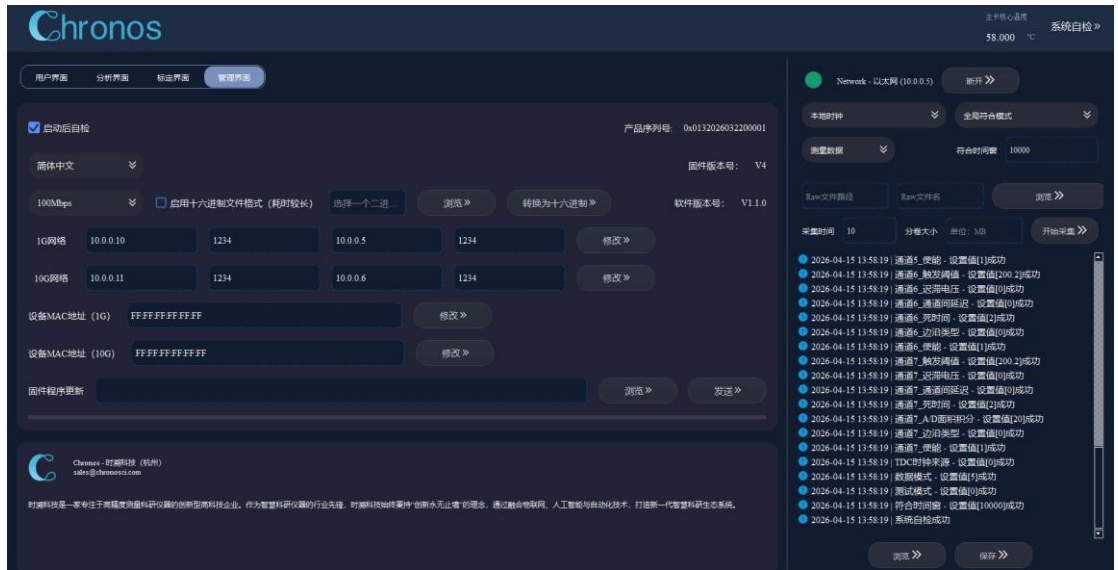 Chronos
主卡核心温度
58.000 ℃
系统自检»
用户界面 分析界面 标定界面 管理界面
启动后自检
产品序列号: 0x0132026032200001
简体中文
固件版本号: V4
100Mbps 启用十六进制文件格式（耗时较长） 选择一个二进... 浏览» 转换为十六进制»
软件版本号: V1.1.0
1G网络 10.0.0.10 1234 10.0.0.5 1234 修改»
10G网络 10.0.0.11 1234 10.0.0.6 1234 修改»
设备MAC地址（1G） FF:FF:FF:FF:FF:FF 修改»
设备MAC地址（10G） FF:FF:FF:FF:FF:FF 修改»
固件程序更新 浏览» 发送»
Chronos - 时溯科技（杭州）
sales@chronosci.com
时溯科技是一家专注于高精度测量科研仪器的创新型高科技企业。作为智慧科研仪器的行业先锋，时溯科技始终秉持“创新永无止境”的理念，通过融合物联网、人工智能与自动化技术，打造新一代智慧科研生态系统。
Network - 以太网 (10.0.0.5) 断开»
本地时钟 全局符合模式
测量数据 符合时间窗 10000
Raw文件路径 Raw文件名 浏览»
采集时间 10 分卷大小 单位: MB 开始采集»
2026-04-15 13:58:19 | 通道5_使能 - 设置值[1]成功
2026-04-15 13:58:19 | 通道6_触发阈值 - 设置值[200.2]成功
2026-04-15 13:58:19 | 通道6_迟滞电压 - 设置值[0]成功
2026-04-15 13:58:19 | 通道6_通道间延迟 - 设置值[0]成功
2026-04-15 13:58:19 | 通道6_死时间 - 设置值[2]成功
2026-04-15 13:58:19 | 通道6_边沿类型 - 设置值[0]成功
2026-04-15 13:58:19 | 通道6_使能 - 设置值[1]成功
2026-04-15 13:58:19 | 通道7_触发阈值 - 设置值[200.2]成功
2026-04-15 13:58:19 | 通道7_迟滞电压 - 设置值[0]成功
2026-04-15 13:58:19 | 通道7_通道间延迟 - 设置值[0]成功
2026-04-15 13:58:19 | 通道7_死时间 - 设置值[2]成功
2026-04-15 13:58:19 | 通道7_A/D面积积分 - 设置值[20]成功
2026-04-15 13:58:19 | 通道7_边沿类型 - 设置值[0]成功
2026-04-15 13:58:19 | 通道7_使能 - 设置值[1]成功
2026-04-15 13:58:19 | TDC时钟来源 - 设置值[0]成功
2026-04-15 13:58:19 | 数据模式 - 设置值[5]成功
2026-04-15 13:58:19 | 测试模式 - 设置值[0]成功
2026-04-15 13:58:19 | 符合时间窗 - 设置值[10000]成功
2026-04-15 13:58:19 | 系统自检成功
浏览» 保存»